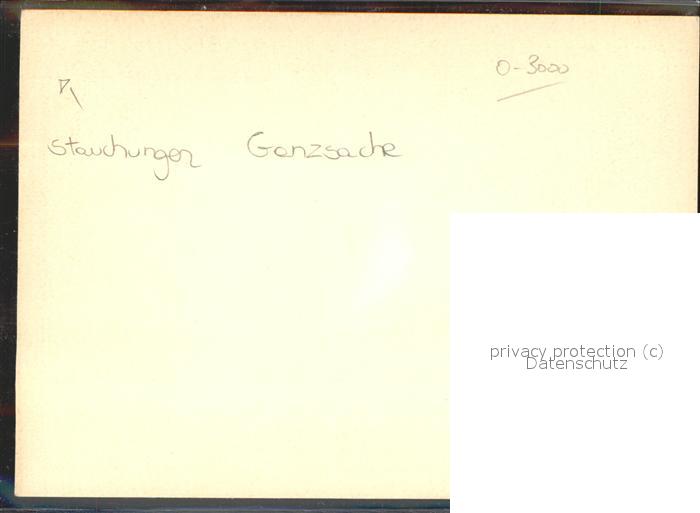 0-3000
Stauchungen Ganzsache
privacy protection (c)
Datenschutz